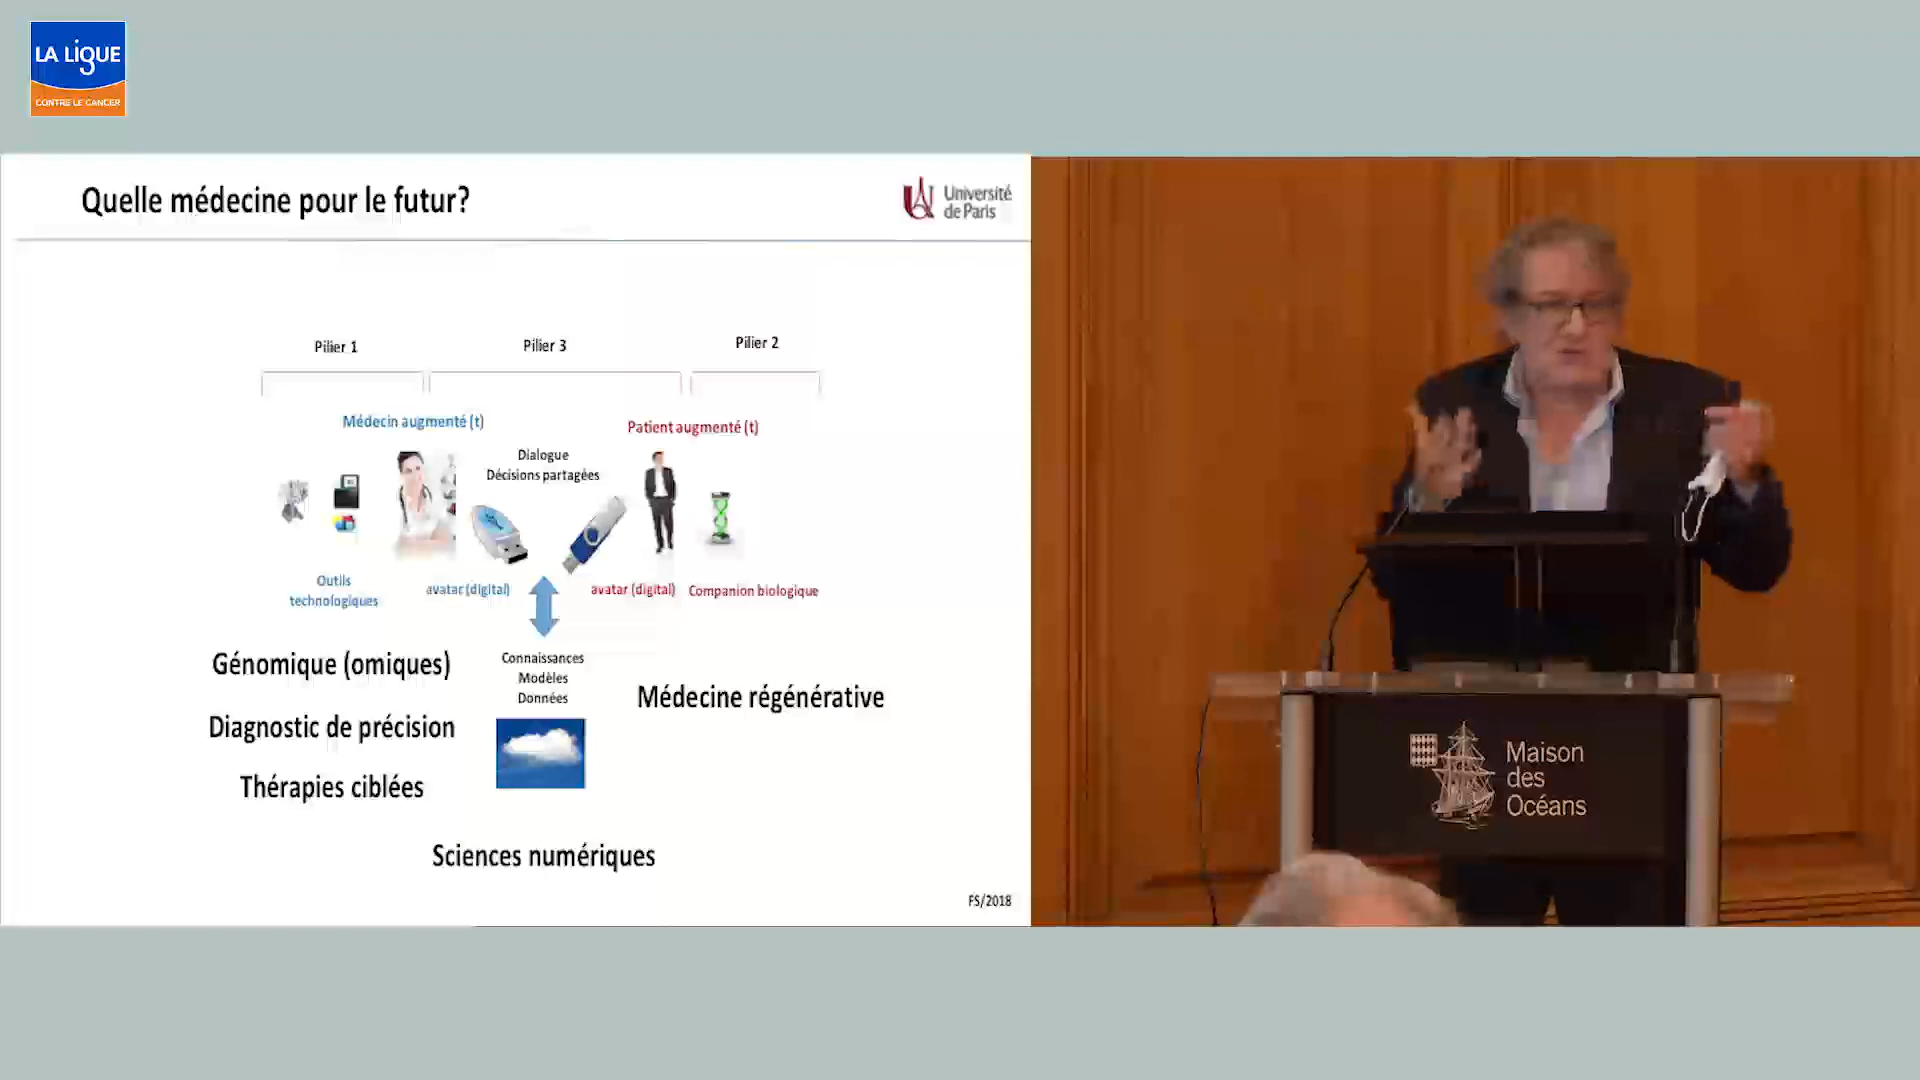 LA LIGUE
CONTRE LE CANCER
Quelle médecine pour le futur?
Université
de Paris
Pilier 1
Pilier 3
Pilier 2
Médecin augmenté (t)
Patient augmenté (t)
Dialogue
Décisions partagées
Outils
technologiques
avatar (digital)
avatar (digital)
Companion biologique
Génomique (omiques)
Connaissances
Modèles
Données
Médecine régénérative
Diagnostic de précision
Thérapies ciblées
Sciences numériques
FS/2018
Maison
des
Océans